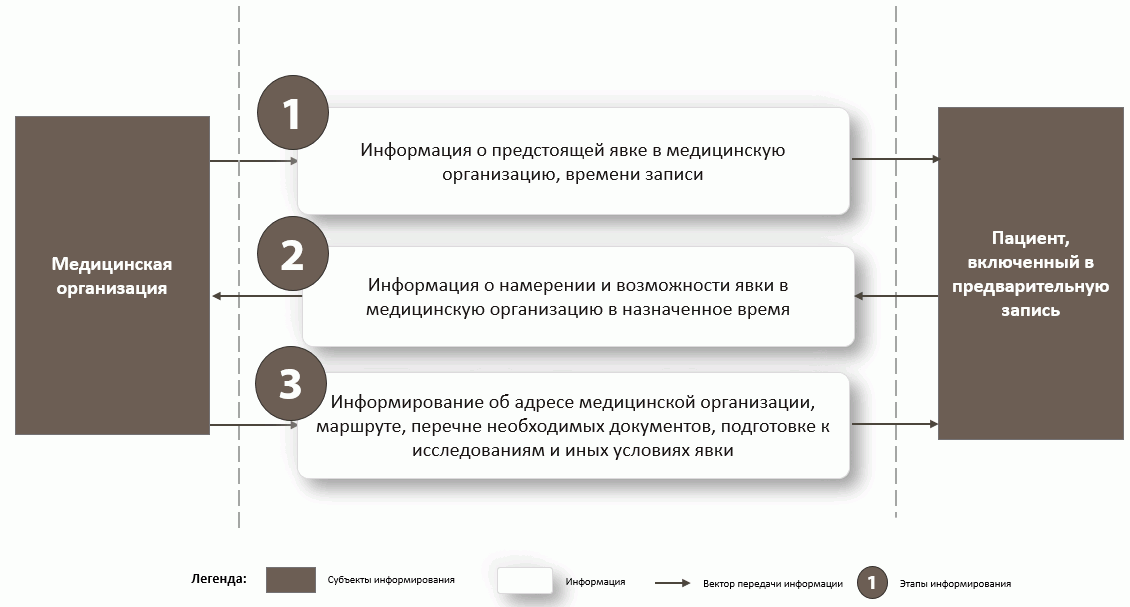 1
Информация о предстоящей явке в медицинскую
организацию, времени записи
Медицинская
организация
2
Информация о намерении и возможности явки в
медицинскую организацию в назначенное время
Пациент,
включенный в
предварительную
запись
3
Информирование об адресе медицинской организации,
маршруте, перечне необходимых документов, подготовке к
исследованиям и иных условиях явки
Легенда:
Субъекты информирования
Информация
Вектор передачи информации
1
Этапы информирования